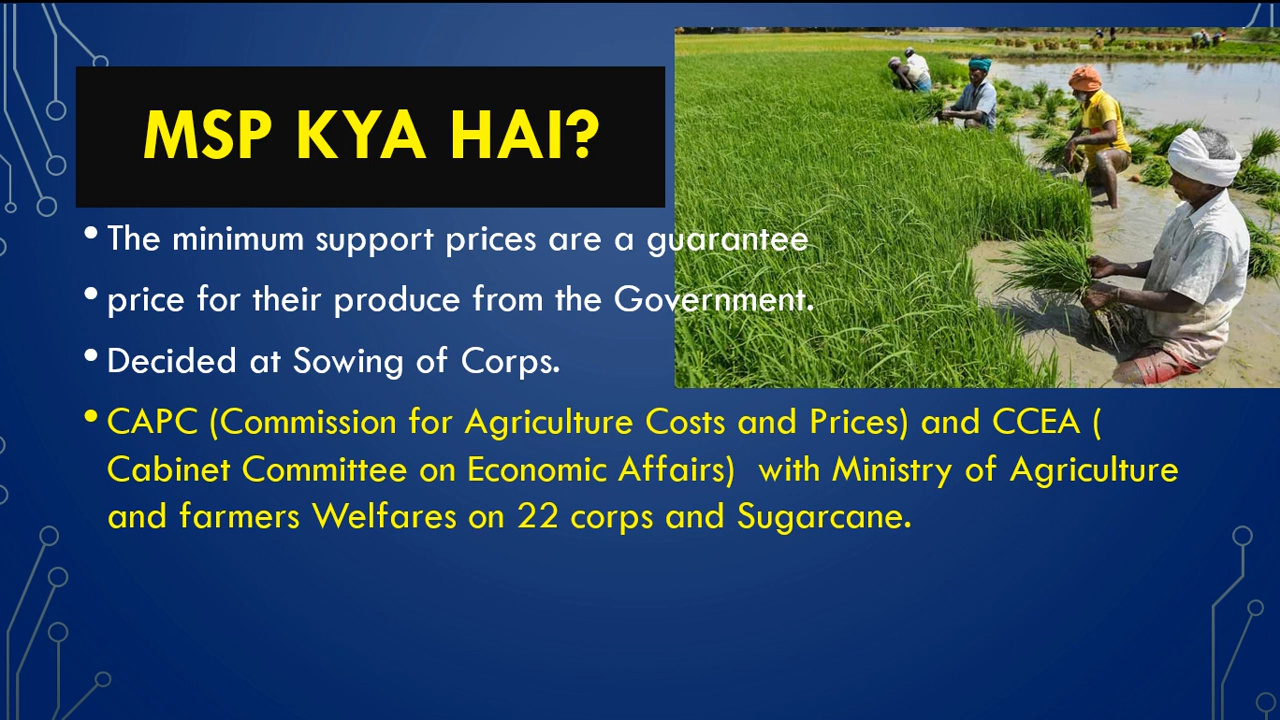 MSP KYA HAI?
• The minimum support prices are a guarantee
• price for their produce from the Government.
• Decided at Sowing of Corps.
• CAPC (Commission for Agriculture Costs and Prices) and CCEA (
Cabinet Committee on Economic Affairs)  with Ministry of Agriculture
and farmers Welfares on 22 corps and Sugarcane.